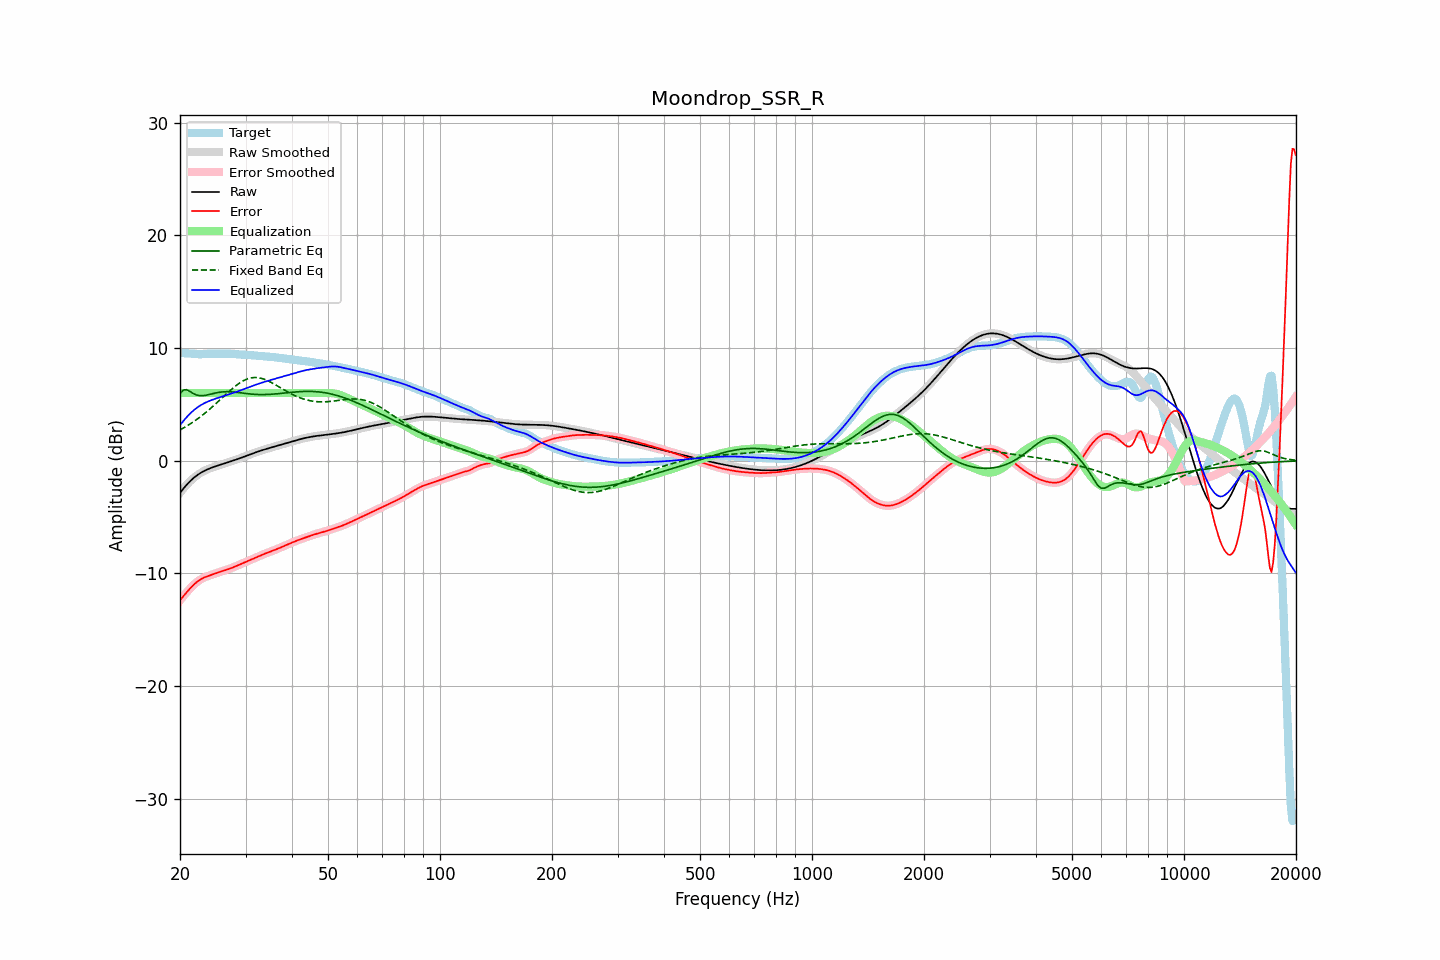 Moondrop_SSR_R
30
20
10
0
−10
−20
−30
Amplitude (dBr)
Target
Raw Smoothed
Error Smoothed
Raw
Error
Equalization
Parametric Eq
Fixed Band Eq
Equalized
20 50 100 200 500 1000 2000 5000 10000 20000
Frequency (Hz)